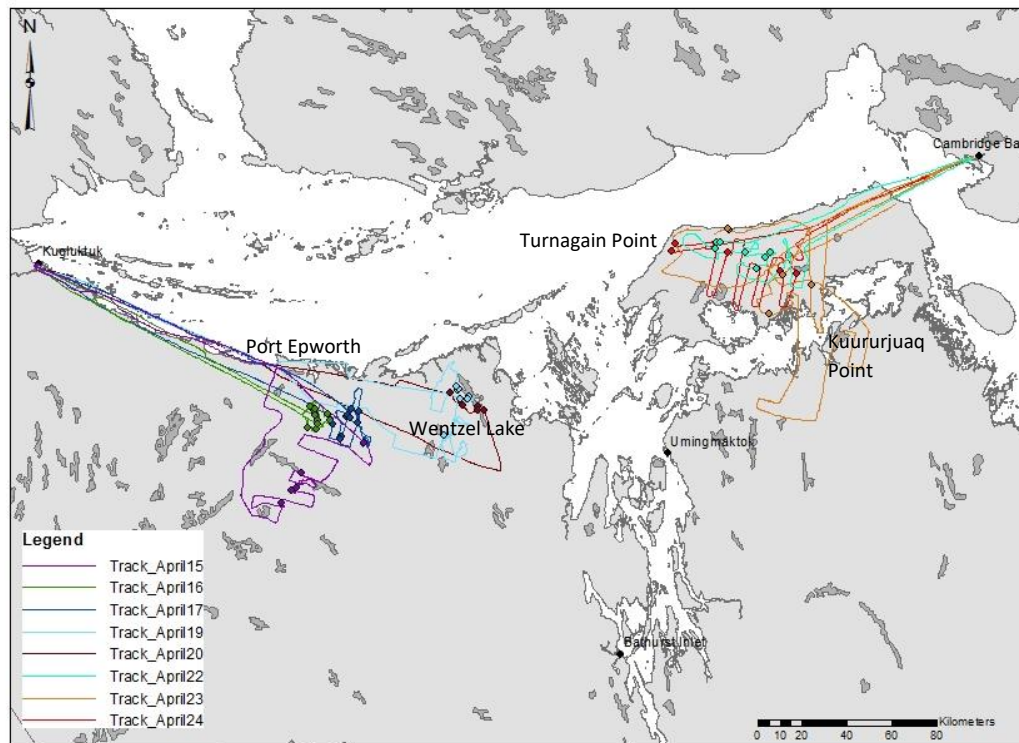 N
Cambridge Ba
Turnagain Point
Kugluktuk
Port Epworth
Kuururjuaq
Point
Wentzel Lake
Umingmaktok
Bathurst Inlet
Legend
Track_April15
Track_April16
Track_April17
Track_April19
Track_April20
Track_April22
Track_April23
Track_April24
Kilometers
0 10 20 40 60 80